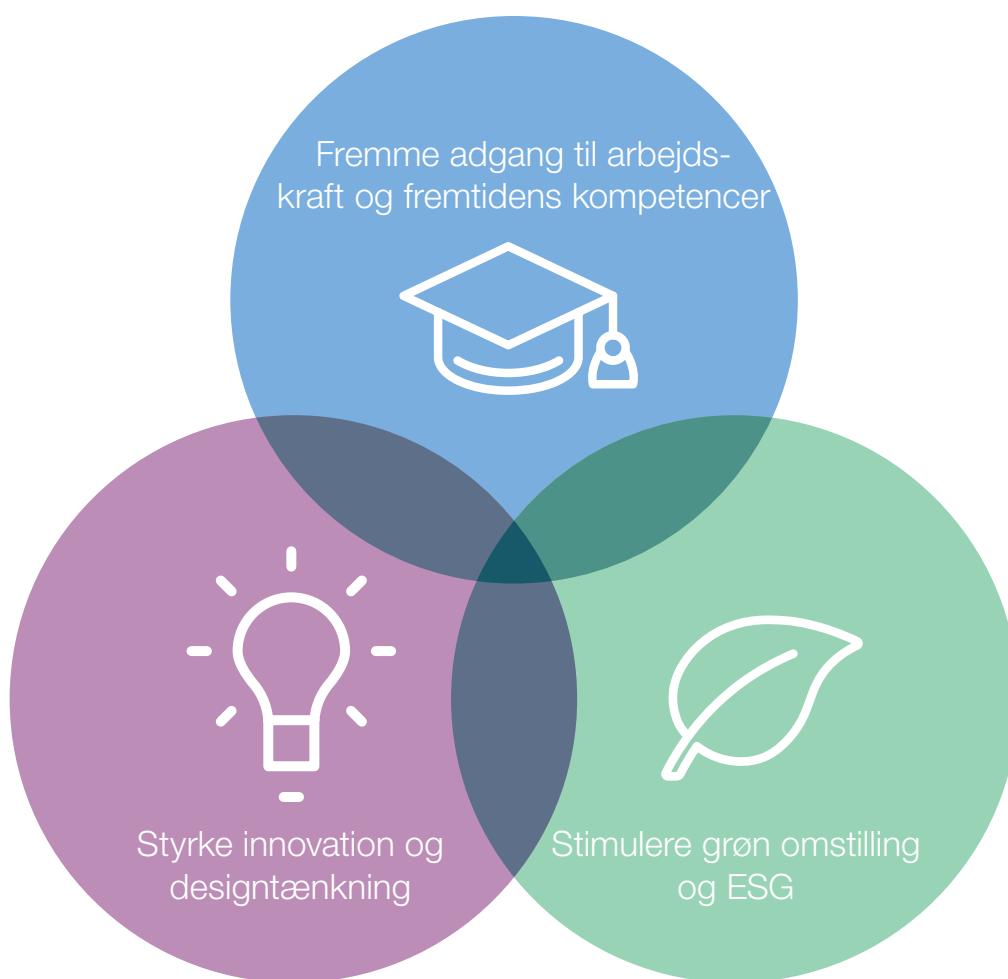 Fremme adgang til arbejds-
kraft og fremtidens kompetencer
Styrke innovation og
designtænkning
Stimulere grøn omstilling
og ESG